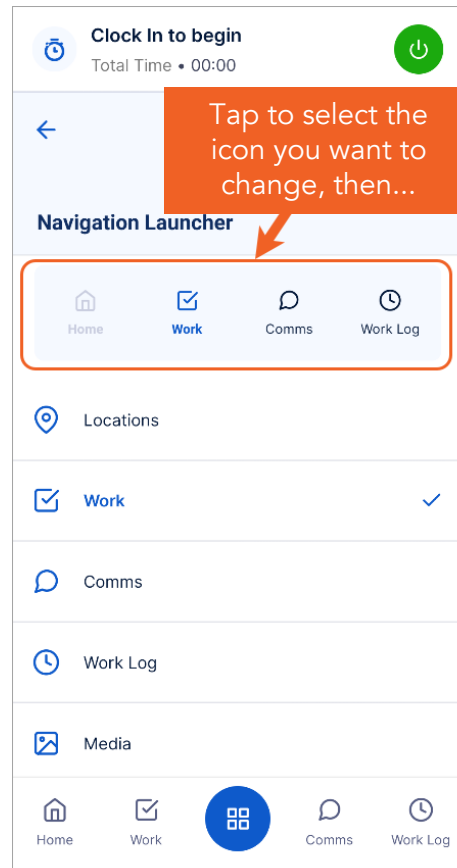 Clock In to begin
Total Time • 00:00
Tap to select the
icon you want to
change, then...
Navigation Launcher
Home Work Comms Work Log
Locations
Work
Comms
Work Log
Media
Home Work Comms Work Log